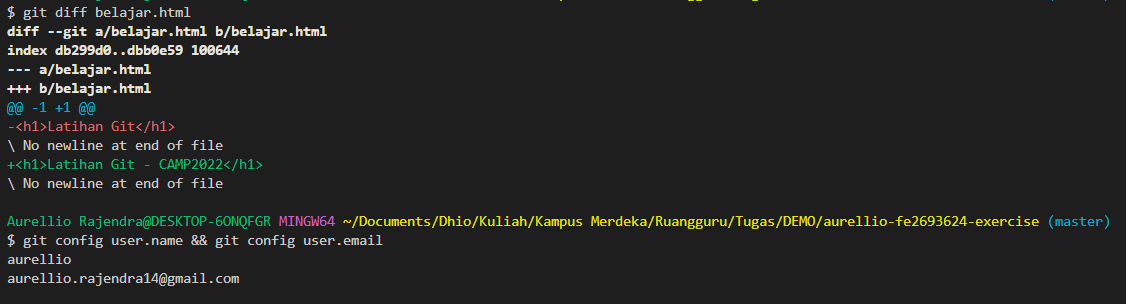 $ git diff belajar.html
diff --git a/belajar.html b/belajar.html
index db299d0..dbb0e59 100644
--- a/belajar.html
+++ b/belajar.html
@@ -1 +1 @@
-<h1>Latihan Git</h1>
\ No newline at end of file
+<h1>Latihan Git - CAMP2022</h1>
\ No newline at end of file
Aurellio Rajendra@DESKTOP-6ONQFGR MINGW64 ~/Documents/Dhio/Kuliah/Kampus Merdeka/Ruangguru/Tugas/DEMO/aurellio-fe2693624-exercise (master)
$ git config user.name && git config user.email
aurellio
aurellio.rajendra14@gmail.com